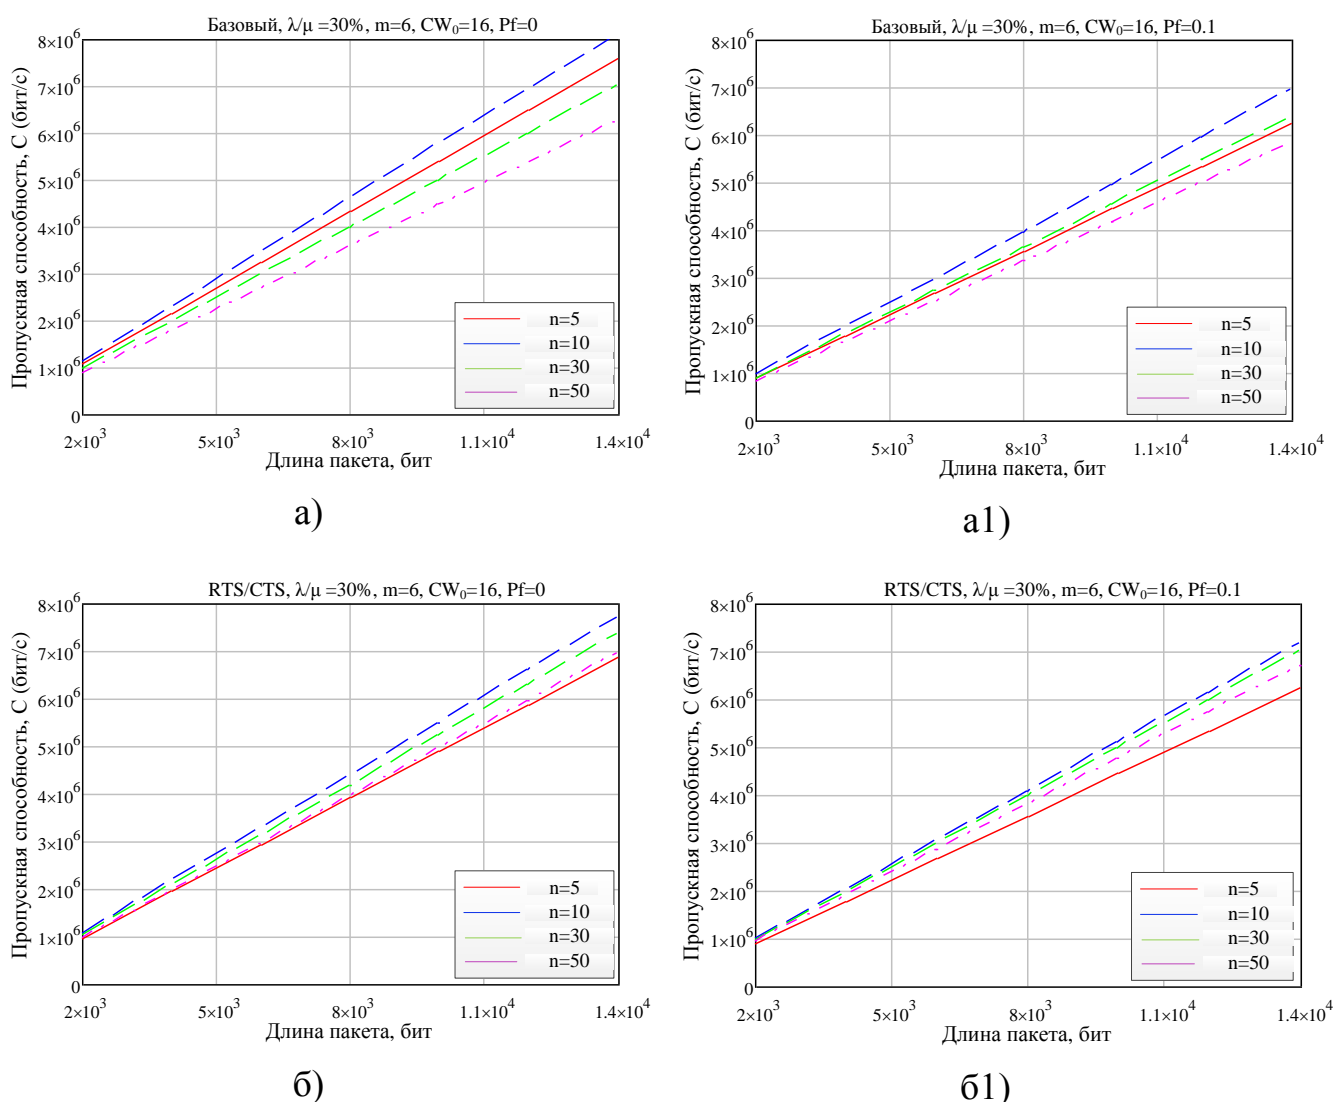 Базовый, λ/μ =30%, m=6, CW₀=16, Pf=0
Пропускная способность, С (бит/с)
8×10⁶
7×10⁶
6×10⁶
5×10⁶
4×10⁶
3×10⁶
2×10⁶
1×10⁶
0
n=5
n=10
n=30
n=50
2×10³
5×10³
8×10³
1.1×10⁴
1.4×10⁴
Длина пакета, бит
а)
Базовый, λ/μ =30%, m=6, CW₀=16, Pf=0.1
Пропускная способность, С (бит/с)
8×10⁶
7×10⁶
6×10⁶
5×10⁶
4×10⁶
3×10⁶
2×10⁶
1×10⁶
0
n=5
n=10
n=30
n=50
2×10³
5×10³
8×10³
1.1×10⁴
1.4×10⁴
Длина пакета, бит
а1)
RTS/CTS, λ/μ =30%, m=6, CW₀=16, Pf=0
Пропускная способность, С (бит/с)
8×10⁶
7×10⁶
6×10⁶
5×10⁶
4×10⁶
3×10⁶
2×10⁶
1×10⁶
0
n=5
n=10
n=30
n=50
2×10³
5×10³
8×10³
1.1×10⁴
1.4×10⁴
Длина пакета, бит
б)
RTS/CTS, λ/μ =30%, m=6, CW₀=16, Pf=0.1
Пропускная способность, С (бит/с)
8×10⁶
7×10⁶
6×10⁶
5×10⁶
4×10⁶
3×10⁶
2×10⁶
1×10⁶
0
n=5
n=10
n=30
n=50
2×10³
5×10³
8×10³
1.1×10⁴
1.4×10⁴
Длина пакета, бит
б1)